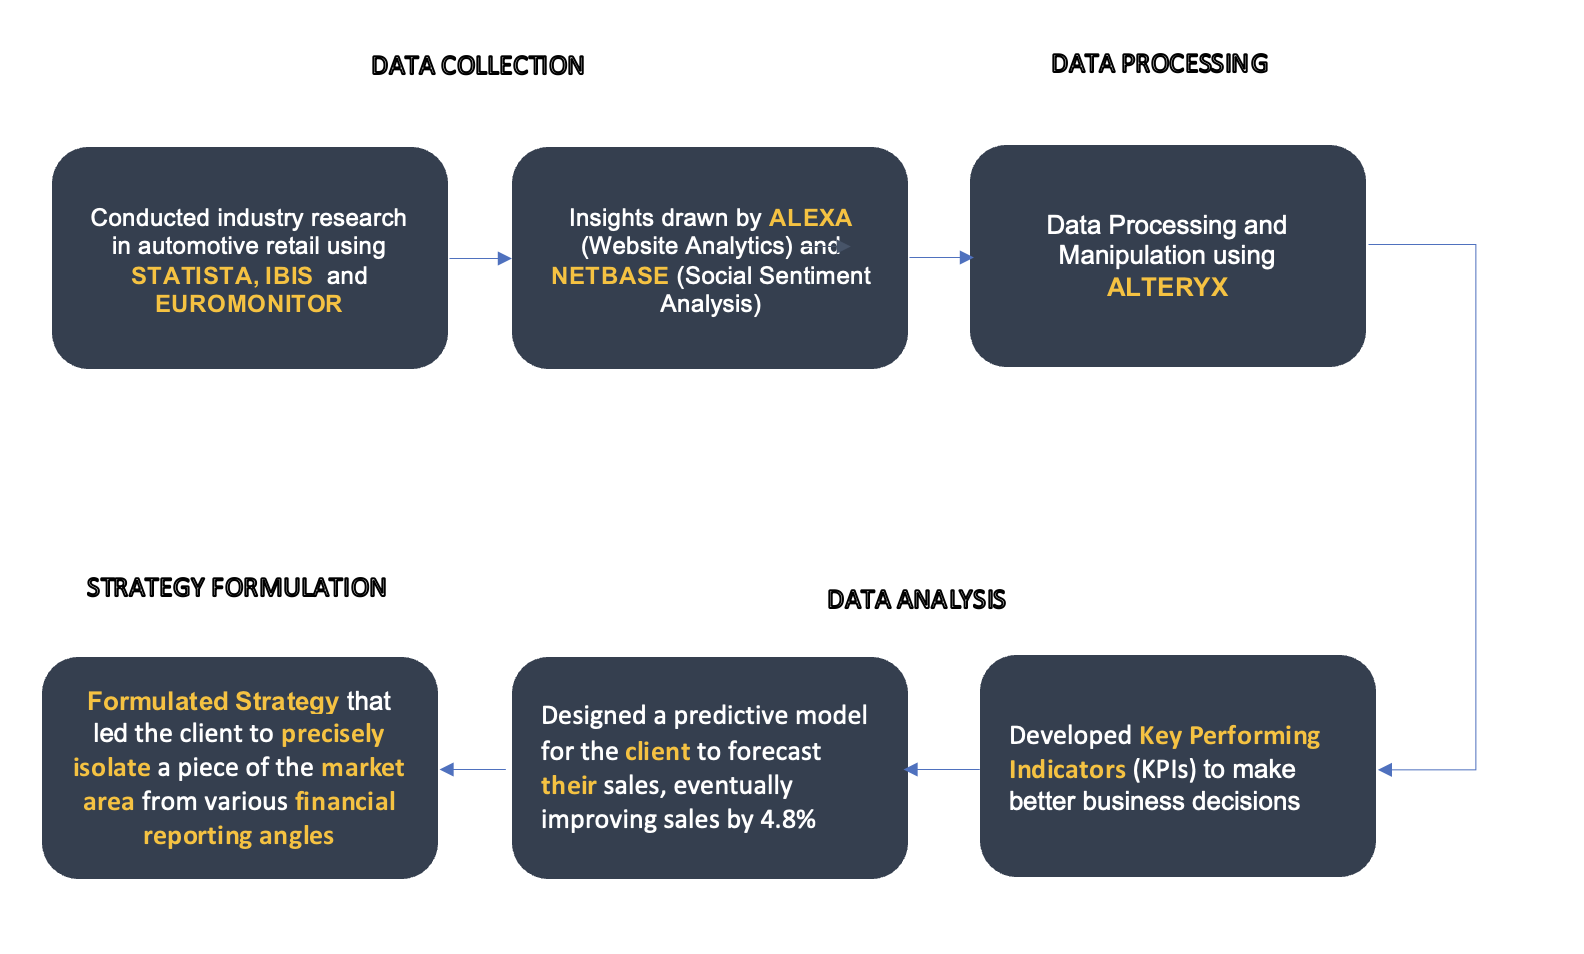 DATA COLLECTION
DATA PROCESSING
Conducted industry research
in automotive retail using
STATISTA, IBIS and
EUROMONITOR
Insights drawn by ALEXA
(Website Analytics) and
NETBASE (Social Sentiment
Analysis)
Data Processing and
Manipulation using
ALTERYX
STRATEGY FORMULATION
DATA ANALYSIS
Formulated Strategy that
led the client to precisely
isolate a piece of the market
area from various financial
reporting angles
Designed a predictive model
for the client to forecast
their sales, eventually
improving sales by 4.8%
Developed Key Performing
Indicators (KPIs) to make
better business decisions